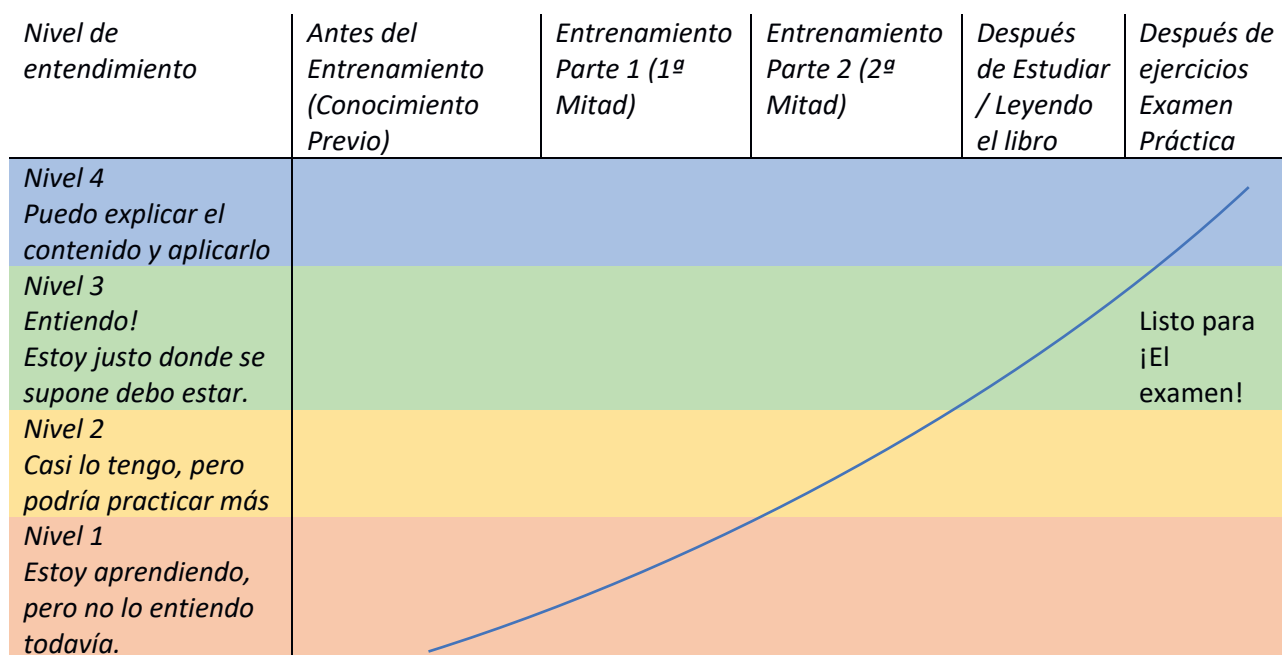 Nivel de
entendimiento
Antes del
Entrenamiento
(Conocimiento
Previo)
Entrenamiento
Parte 1 (1ª
Mitad)
Entrenamiento
Parte 2 (2ª
Mitad)
Después
de Estudiar
/ Leyendo
el libro
Después de
ejercicios
Examen
Práctica
Nivel 4
Puedo explicar el
contenido y aplicarlo
Nivel 3
Entiendo!
Estoy justo donde se
supone debo estar.
Listo para
¡El
examen!
Nivel 2
Casi lo tengo, pero
podría practicar más
Nivel 1
Estoy aprendiendo,
pero no lo entiendo
todavía.